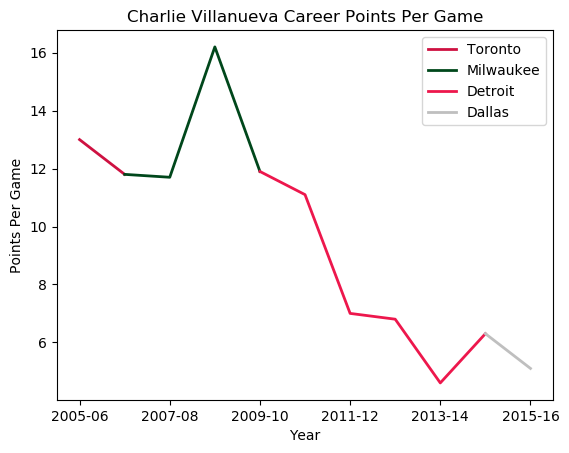 Charlie Villanueva Career Points Per Game
Toronto
Milwaukee
Detroit
Dallas
16
14
12
10
8
6
Points Per Game
2005-06
2007-08
2009-10
2011-12
2013-14
2015-16
Year